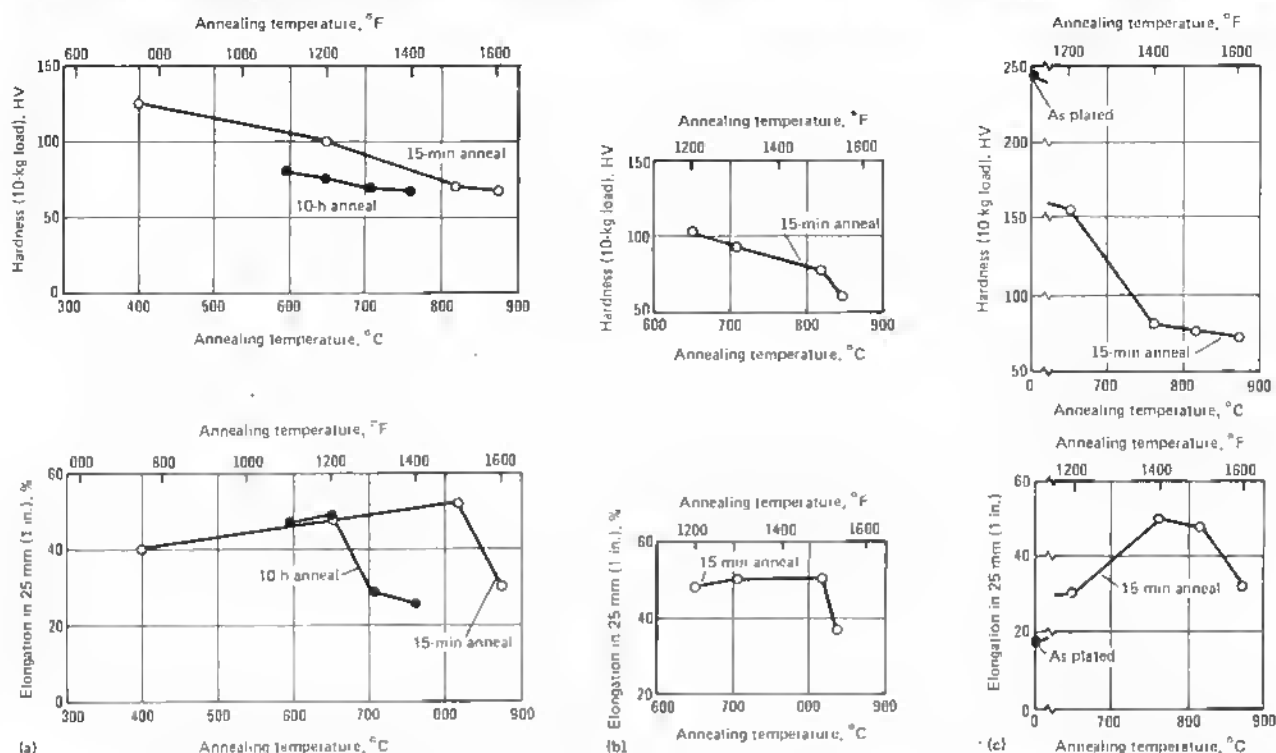 Annealing temperature, °F
600 800 1000 1200 1400 1600
150
100
50
0
Hardness (10-kg load), HV
15-min anneal
10-h anneal
300 400 500 600 700 800 900
Annealing temperature, °C
Annealing temperature, °F
1200 1400 1600
150
100
50
Hardness (10-kg load), HV
15-min anneal
600 700 800 900
Annealing temperature, °C
Annealing temperature, °F
1200 1400 1600
250
200
150
100
50
Hardness (10-kg load), HV
As plated
15-min anneal
0 700 800 900
Annealing temperature, °C
Annealing temperature, °F
600 800 1000 1200 1400 1600
60
40
20
0
Elongation in 25 mm (1 in.), %
10 h anneal
15-min anneal
300 400 500 600 700 800 900
(a) Annealing temperature, °C
Annealing temperature, °F
1200 1400 1600
60
40
20
Elongation in 25 mm (1 in.), %
15 min anneal
600 700 800 900
(b) Annealing temperature, °C
Annealing temperature, °F
1200 1400 1600
60
40
20
0
Elongation in 25 mm (1 in.)
15 min anneal
As plated
0 700 800 900
(c) Annealing temperature, °C